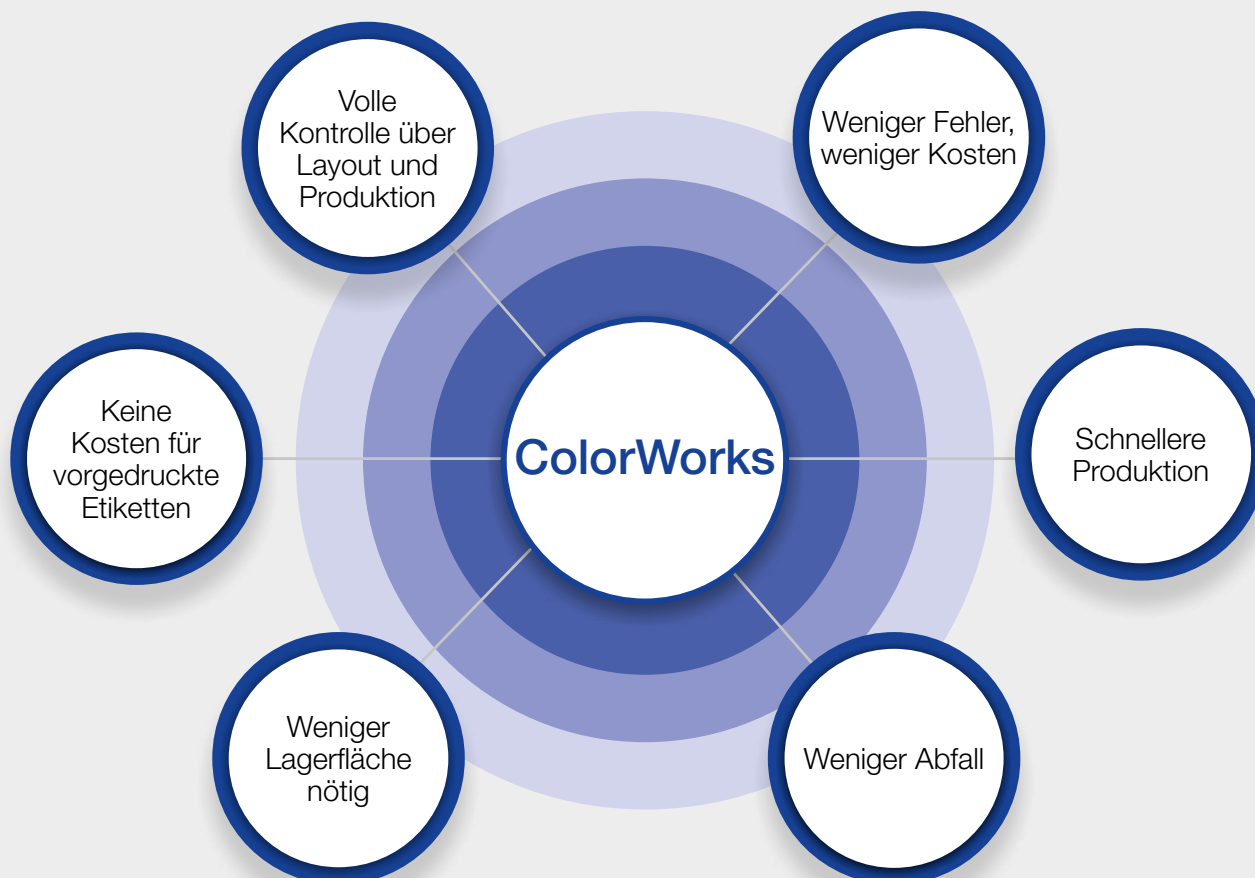 Volle
Kontrolle über
Layout und
Produktion
Weniger Fehler,
weniger Kosten
Keine
Kosten für
vorgedruckte
Etiketten
ColorWorks
Schnellere
Produktion
Weniger
Lagerfläche
nötig
Weniger Abfall